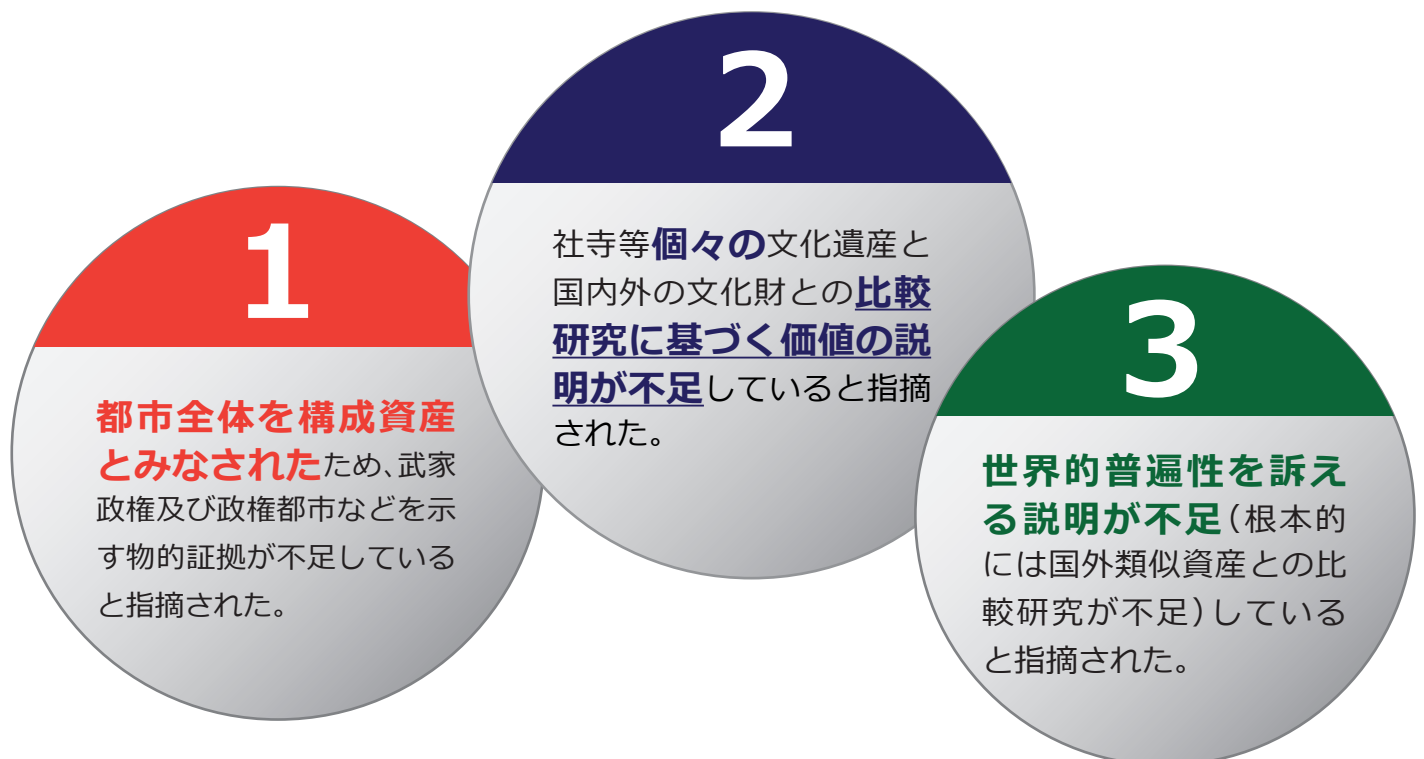 1
都市全体を構成資産
とみなされたため、武家
政権及び政権都市などを示
す物的証拠が不足している
と指摘された。
2
社寺等個々の文化遺産と
国内外の文化財との比較
研究に基づく価値の説
明が不足していると指摘
された。
3
世界的普遍性を訴え
る説明が不足(根本的
には国外類似資産との比
較研究が不足)している
と指摘された。